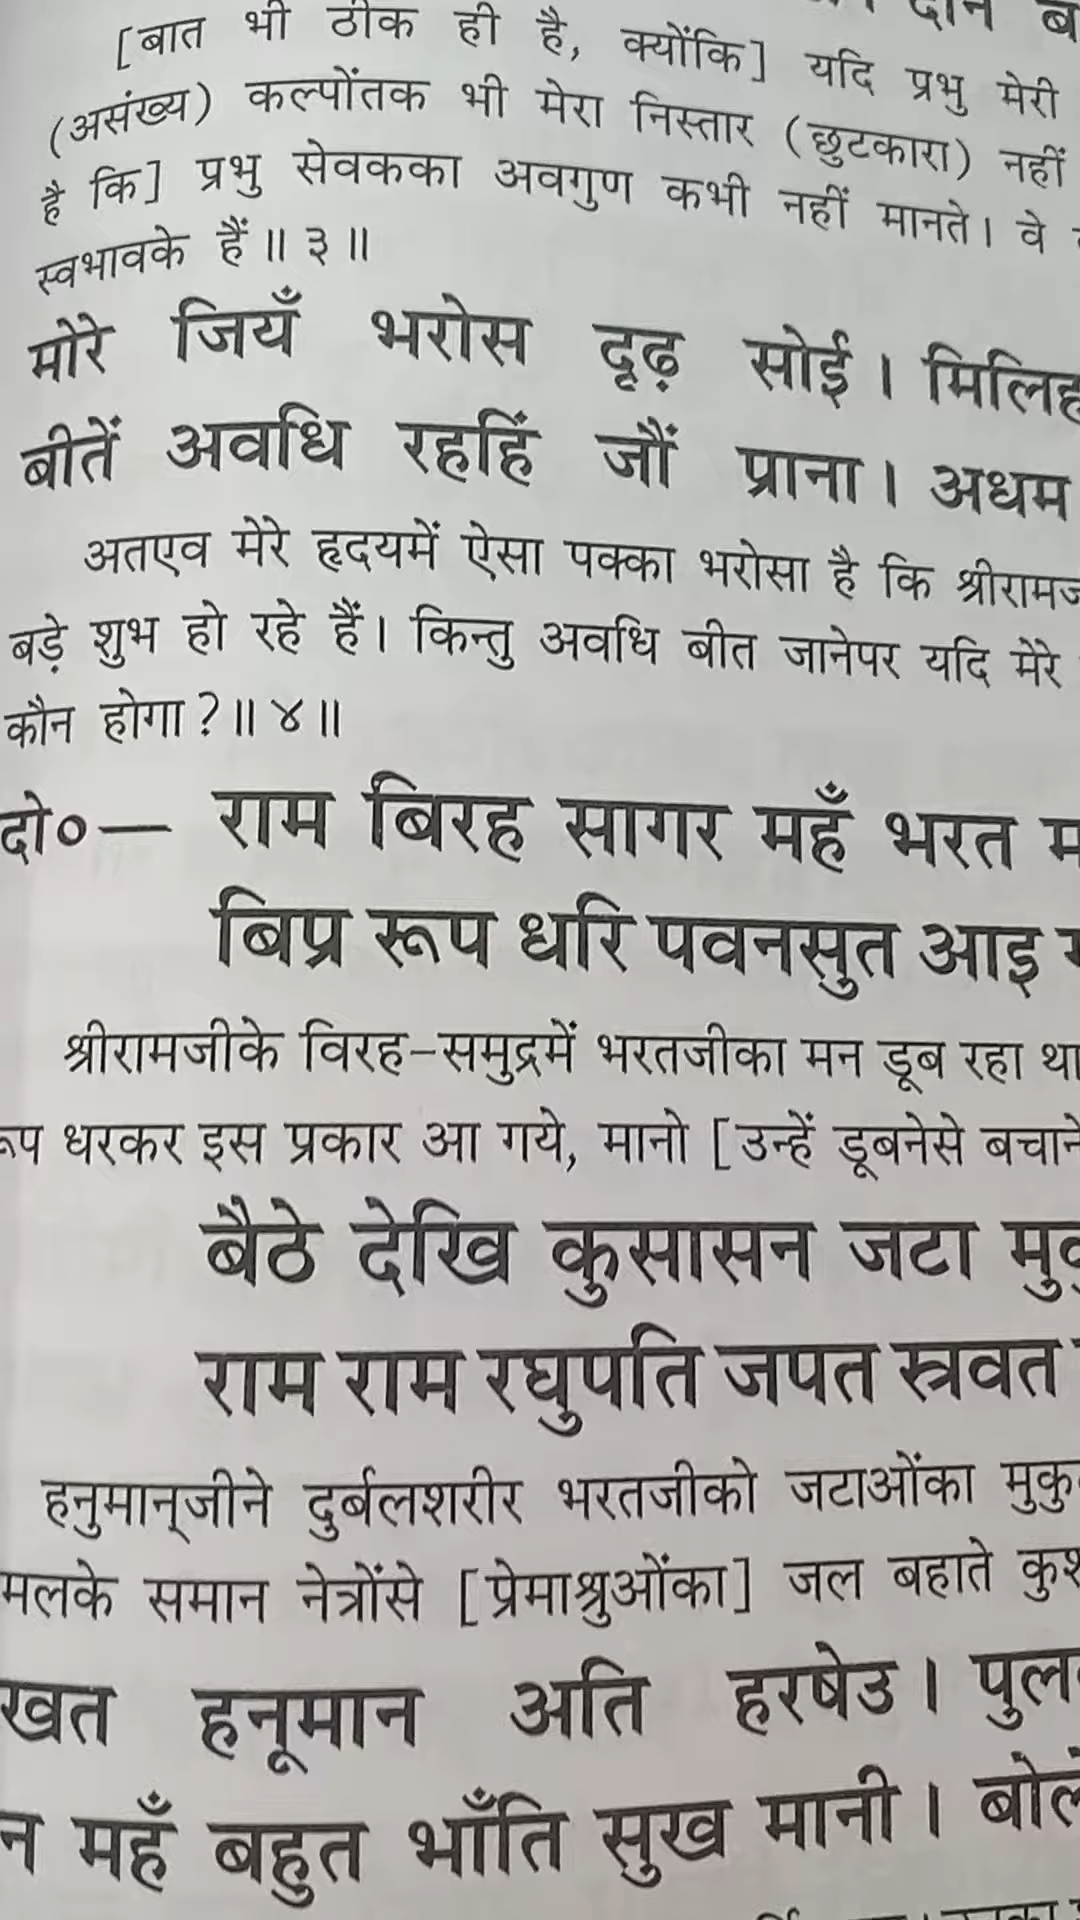 दीन
[बात भी ठीक ही है, क्योंकि] यदि प्रभु मेरी
(असंख्य) कल्पोंतक भी मेरा निस्तार (छुटकारा) नहीं
है कि] प्रभु सेवकका अवगुण कभी नहीं मानते। वे
स्वभावके हैं॥ ३॥
मोरे जियँ भरोस दृढ़ सोई। मिलिह
बीतें अवधि रहहिं जौं प्राना। अधम
अतएव मेरे हृदयमें ऐसा पक्का भरोसा है कि श्रीरामज
बड़े शुभ हो रहे हैं। किन्तु अवधि बीत जानेपर यदि मेरे
कौन होगा?॥ ४॥
दो०— राम बिरह सागर महँ भरत म
बिप्र रूप धरि पवनसुत आइ
श्रीरामजीके विरह-समुद्रमें भरतजीका मन डूब रहा था
रूप धरकर इस प्रकार आ गये, मानो [उन्हें डूबनेसे बचाने
बैठे देखि कुसासन जटा मुकु
राम राम रघुपति जपत स्त्रवत
हनुमान्‌जीने दुर्बलशरीर भरतजीको जटाओंका मुकु
मलके समान नेत्रोंसे [प्रेमाश्रुओंका] जल बहाते कुश
खत हनूमान अति हरषेउ। पुल
न महँ बहुत भाँति सुख मानी। बोले